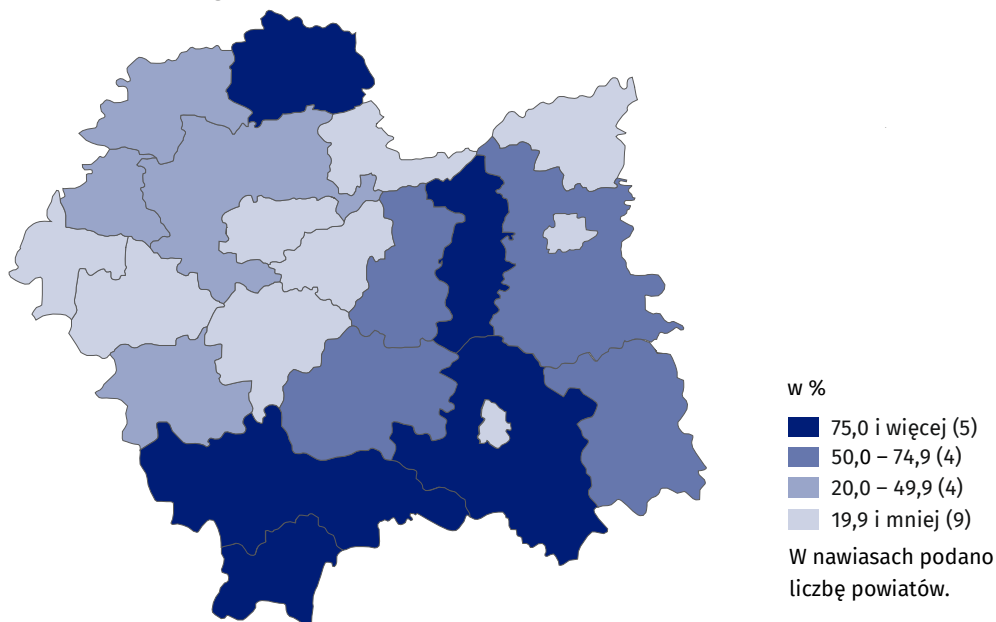 w %
75,0 i więcej (5)
50,0 – 74,9 (4)
20,0 – 49,9 (4)
19,9 i mniej (9)
W nawiasach podano
liczbę powiatów.